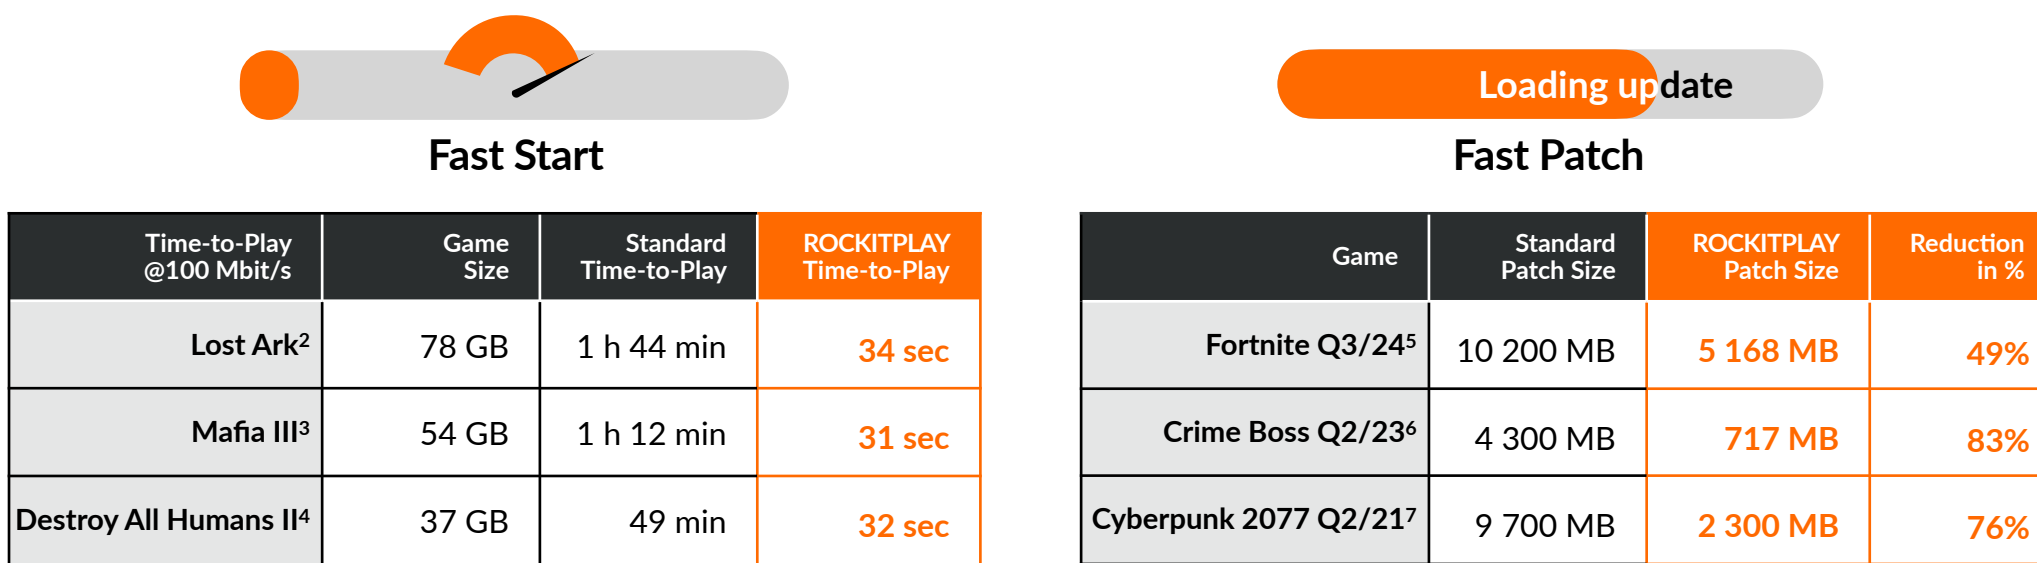 Fast Start
Time-to-Play @100 Mbit/s Game Size Standard Time-to-Play ROCKITPLAY Time-to-Play
Lost Ark² 78 GB 1 h 44 min 34 sec
Mafia III³ 54 GB 1 h 12 min 31 sec
Destroy All Humans II⁴ 37 GB 49 min 32 sec
Loading update
Fast Patch
Game Standard Patch Size ROCKITPLAY Patch Size Reduction in %
Fortnite Q3/24⁵ 10 200 MB 5 168 MB 49%
Crime Boss Q2/23⁶ 4 300 MB 717 MB 83%
Cyberpunk 2077 Q2/21⁷ 9 700 MB 2 300 MB 76%